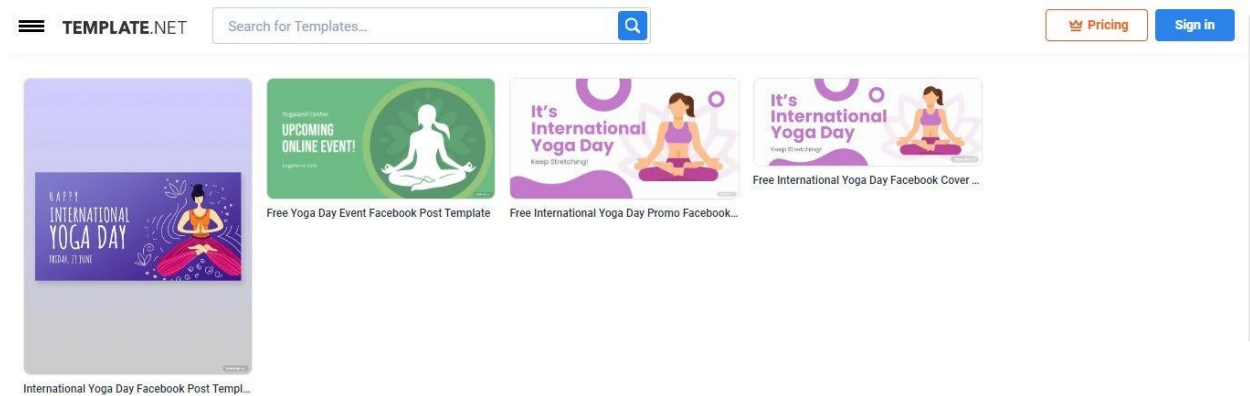 TEMPLATE.NET
Search for Templates...
Pricing
Sign in
HAPPY
INTERNATIONAL
YOGA DAY
FRIDAY, 21 JUNE
International Yoga Day Facebook Post Templ...
Yogaland Center
UPCOMING
ONLINE EVENT!
yogaland.com
Free Yoga Day Event Facebook Post Template
It's
International
Yoga Day
Keep Stretching!
Free International Yoga Day Promo Facebook...
It's
International
Yoga Day
Keep Stretching!
Free International Yoga Day Facebook Cover ...